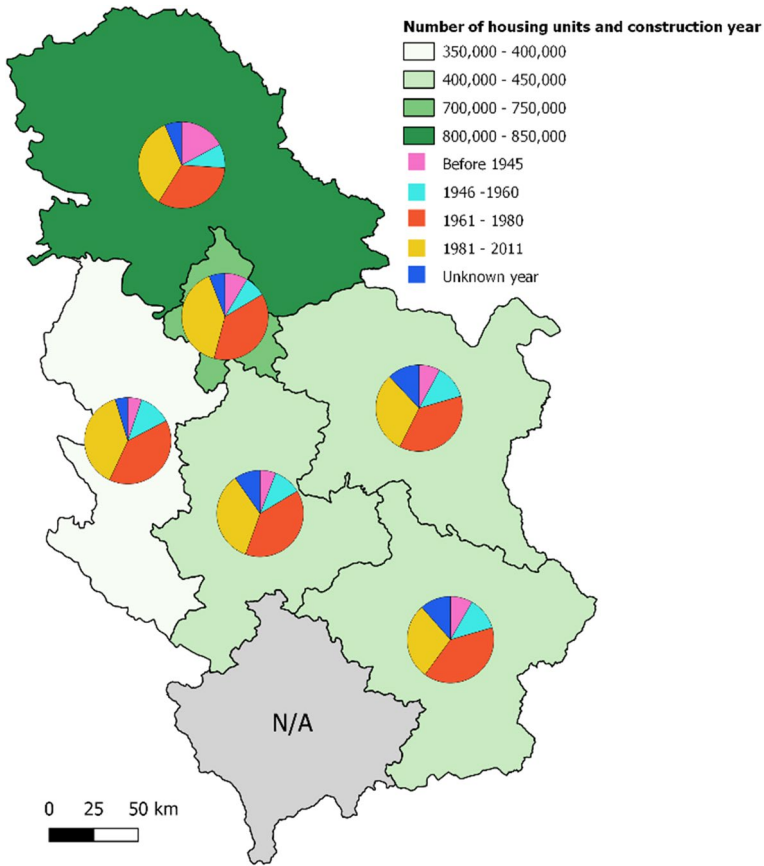 Number of housing units and construction year
350,000 - 400,000
400,000 - 450,000
700,000 - 750,000
800,000 - 850,000
Before 1945
1946 -1960
1961 - 1980
1981 - 2011
Unknown year
N/A
0 25 50 km